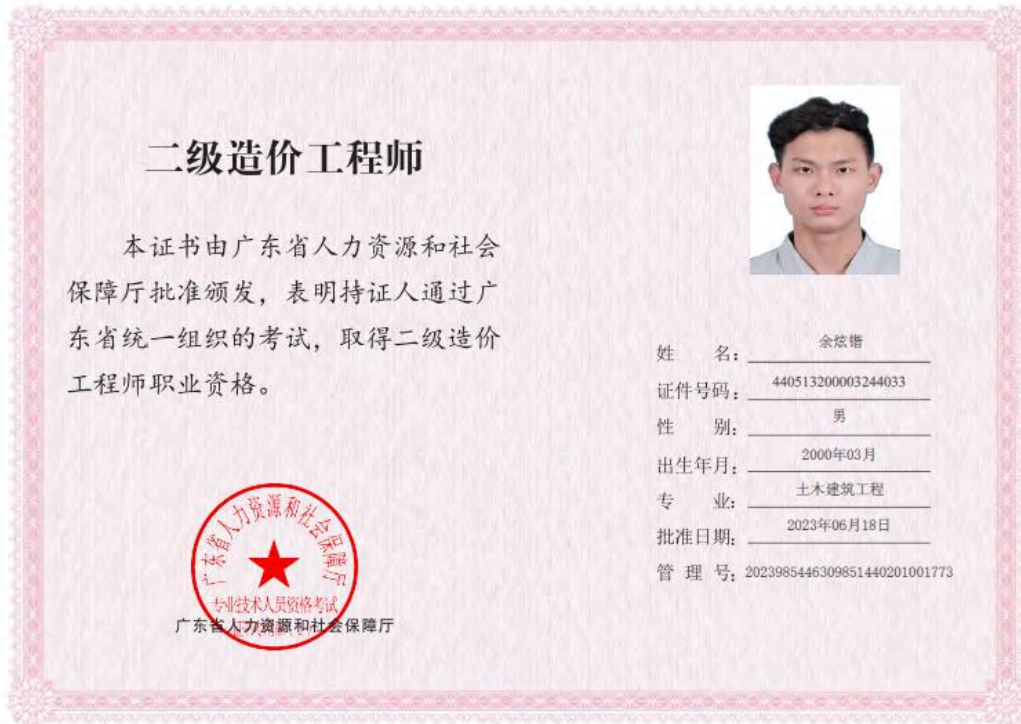 二级造价工程师
本证书由广东省人力资源和社会
保障厅批准颁发，表明持证人通过广
东省统一组织的考试，取得二级造价
工程师职业资格。
姓 名：余炫锴
证件号码：440513200003244033
性 别：男
出生年月：2000年03月
专 业：土木建筑工程
批准日期：2023年06月18日
管 理 号：20239854463098514402010017​73
广东省人力资源和社会保障厅
专业技术人员资格考试
广东省人力资源和社会保障厅